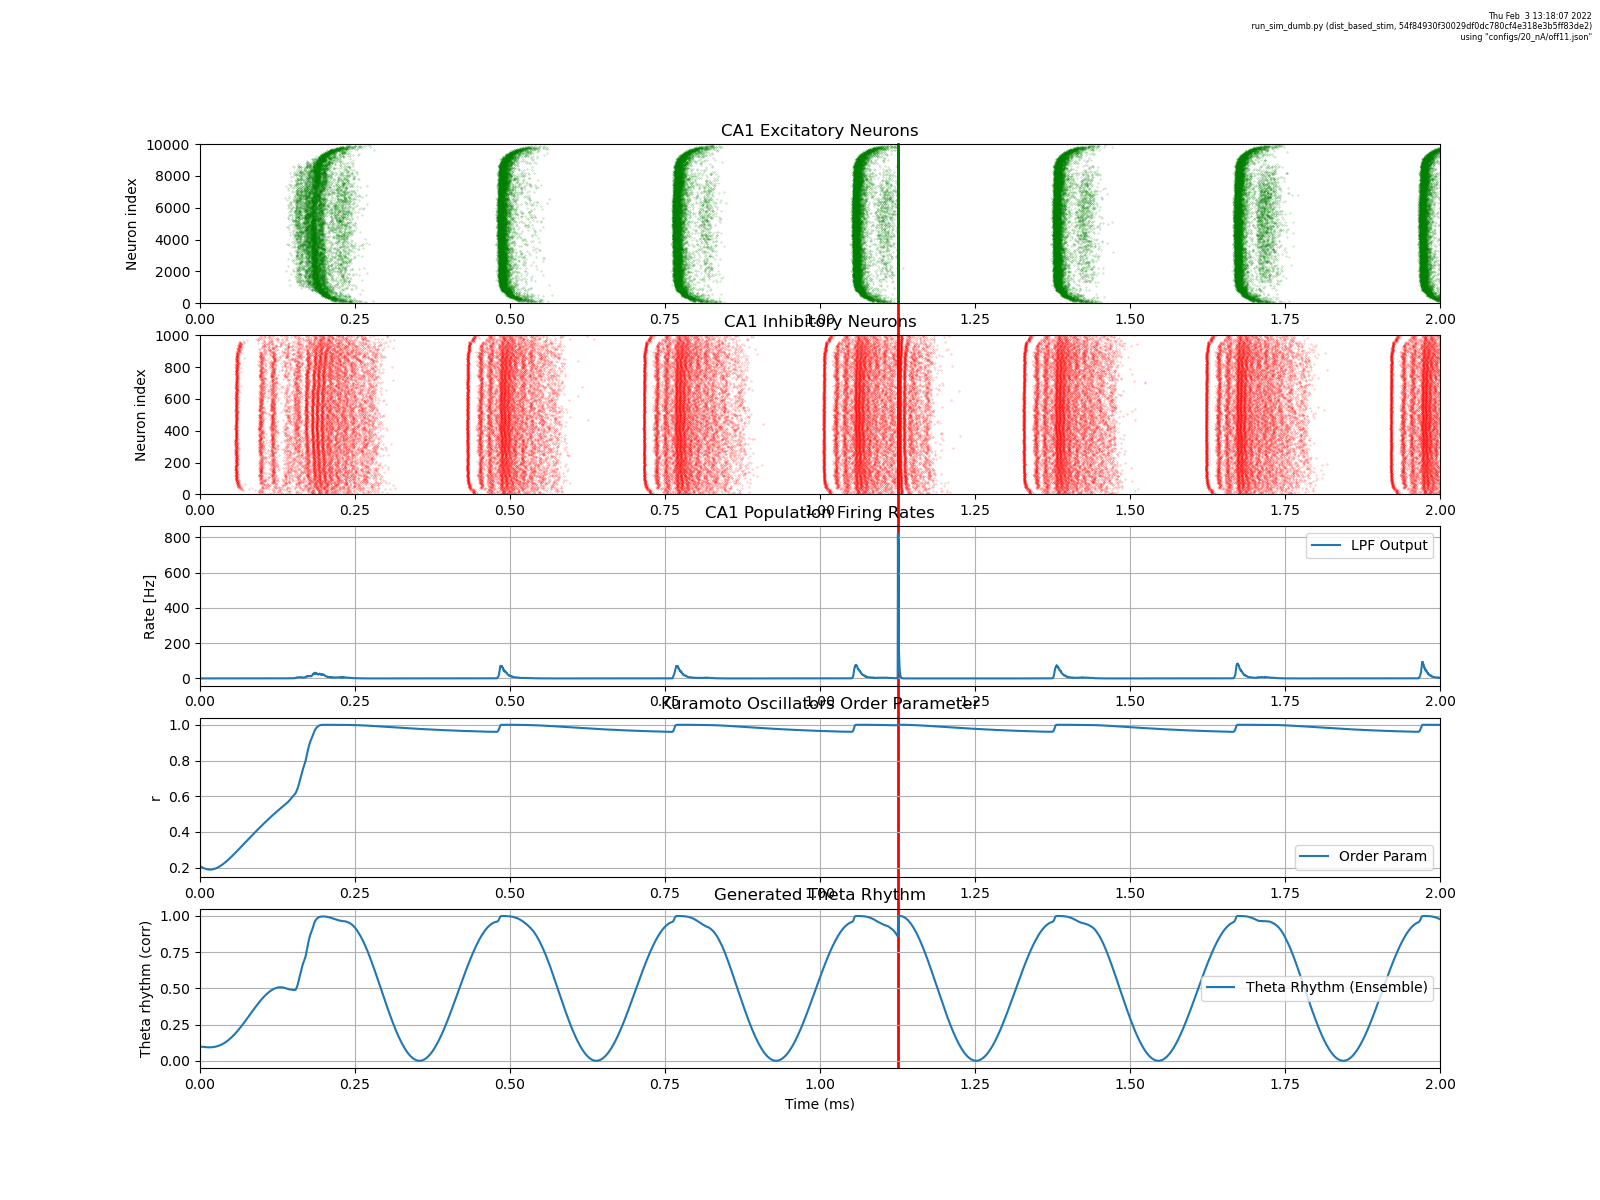 Thu Feb  3 13:18:07 2022
run_sim_dumb.py (dist_based_stim, 54f84930f30029df0dc780cf4e318e3b5ff83de2)
using "configs/20_nA/off11.json"
CA1 Excitatory Neurons
Neuron index
10000
8000
6000
4000
2000
0
0.00 0.25 0.50 0.75 1.00 1.25 1.50 1.75 2.00
CA1 Inhibitory Neurons
Neuron index
1000
800
600
400
200
0
0.00 0.25 0.50 0.75 1.00 1.25 1.50 1.75 2.00
CA1 Population Firing Rates
Rate [Hz]
800
600
400
200
0
LPF Output
0.00 0.25 0.50 0.75 1.00 1.25 1.50 1.75 2.00
Kuramoto Oscillators Order Parameter
r
1.0
0.8
0.6
0.4
0.2
Order Param
0.00 0.25 0.50 0.75 1.00 1.25 1.50 1.75 2.00
Generated Theta Rhythm
Theta rhythm (corr)
1.00
0.75
0.50
0.25
0.00
Theta Rhythm (Ensemble)
0.00 0.25 0.50 0.75 1.00 1.25 1.50 1.75 2.00
Time (ms)